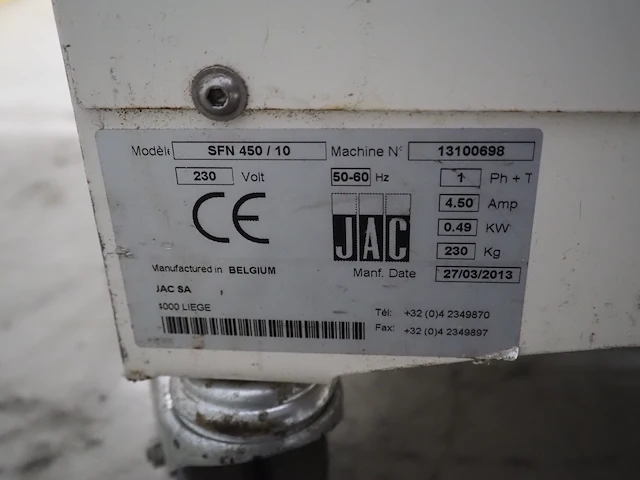 Modèle SFN 450 / 10 Machine N° 13100698
230 Volt 50-60 Hz 1 Ph + T
4.50 Amp
CE JAC 0.49 KW
230 Kg
Manufactured in BELGIUM Manf. Date 27/03/2013
JAC SA
4000 LIEGE Tél: +32 (0)4 2349870
Fax: +32 (0)4 2349897